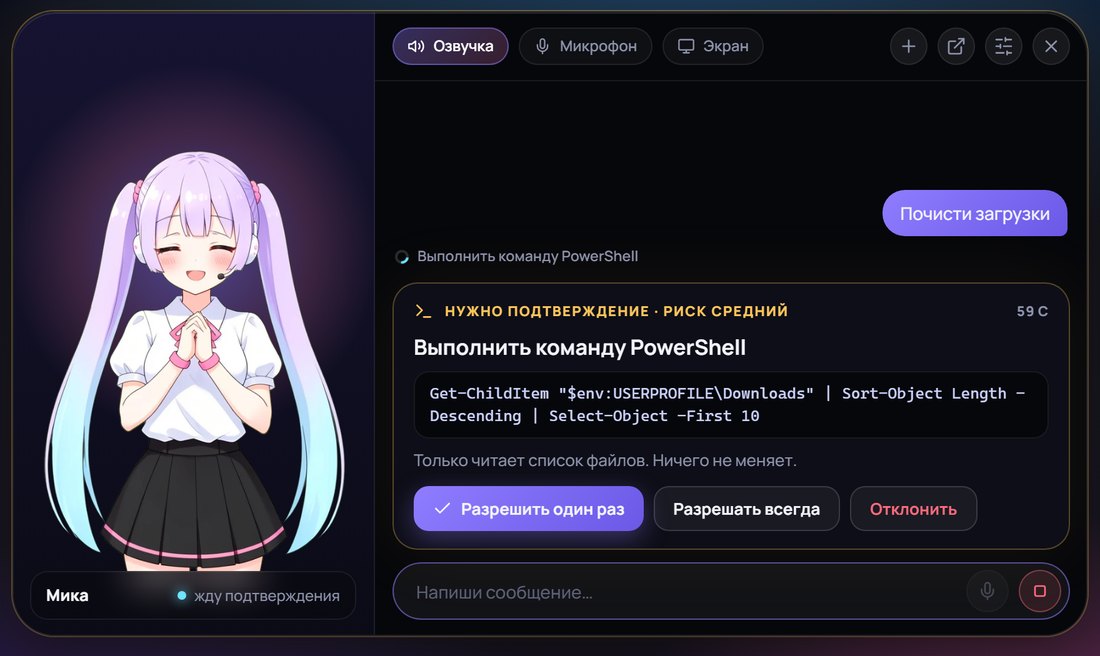 Озвучка
Микрофон
Экран
Почисти загрузки
Выполнить команду PowerShell
НУЖНО ПОДТВЕРЖДЕНИЕ · РИСК СРЕДНИЙ
59 С
Выполнить команду PowerShell
Get-ChildItem "$env:USERPROFILE\Downloads" | Sort-Object Length -
Descending | Select-Object -First 10
Только читает список файлов. Ничего не меняет.
Разрешить один раз
Разрешать всегда
Отклонить
Мика
жду подтверждения
Напиши сообщение…